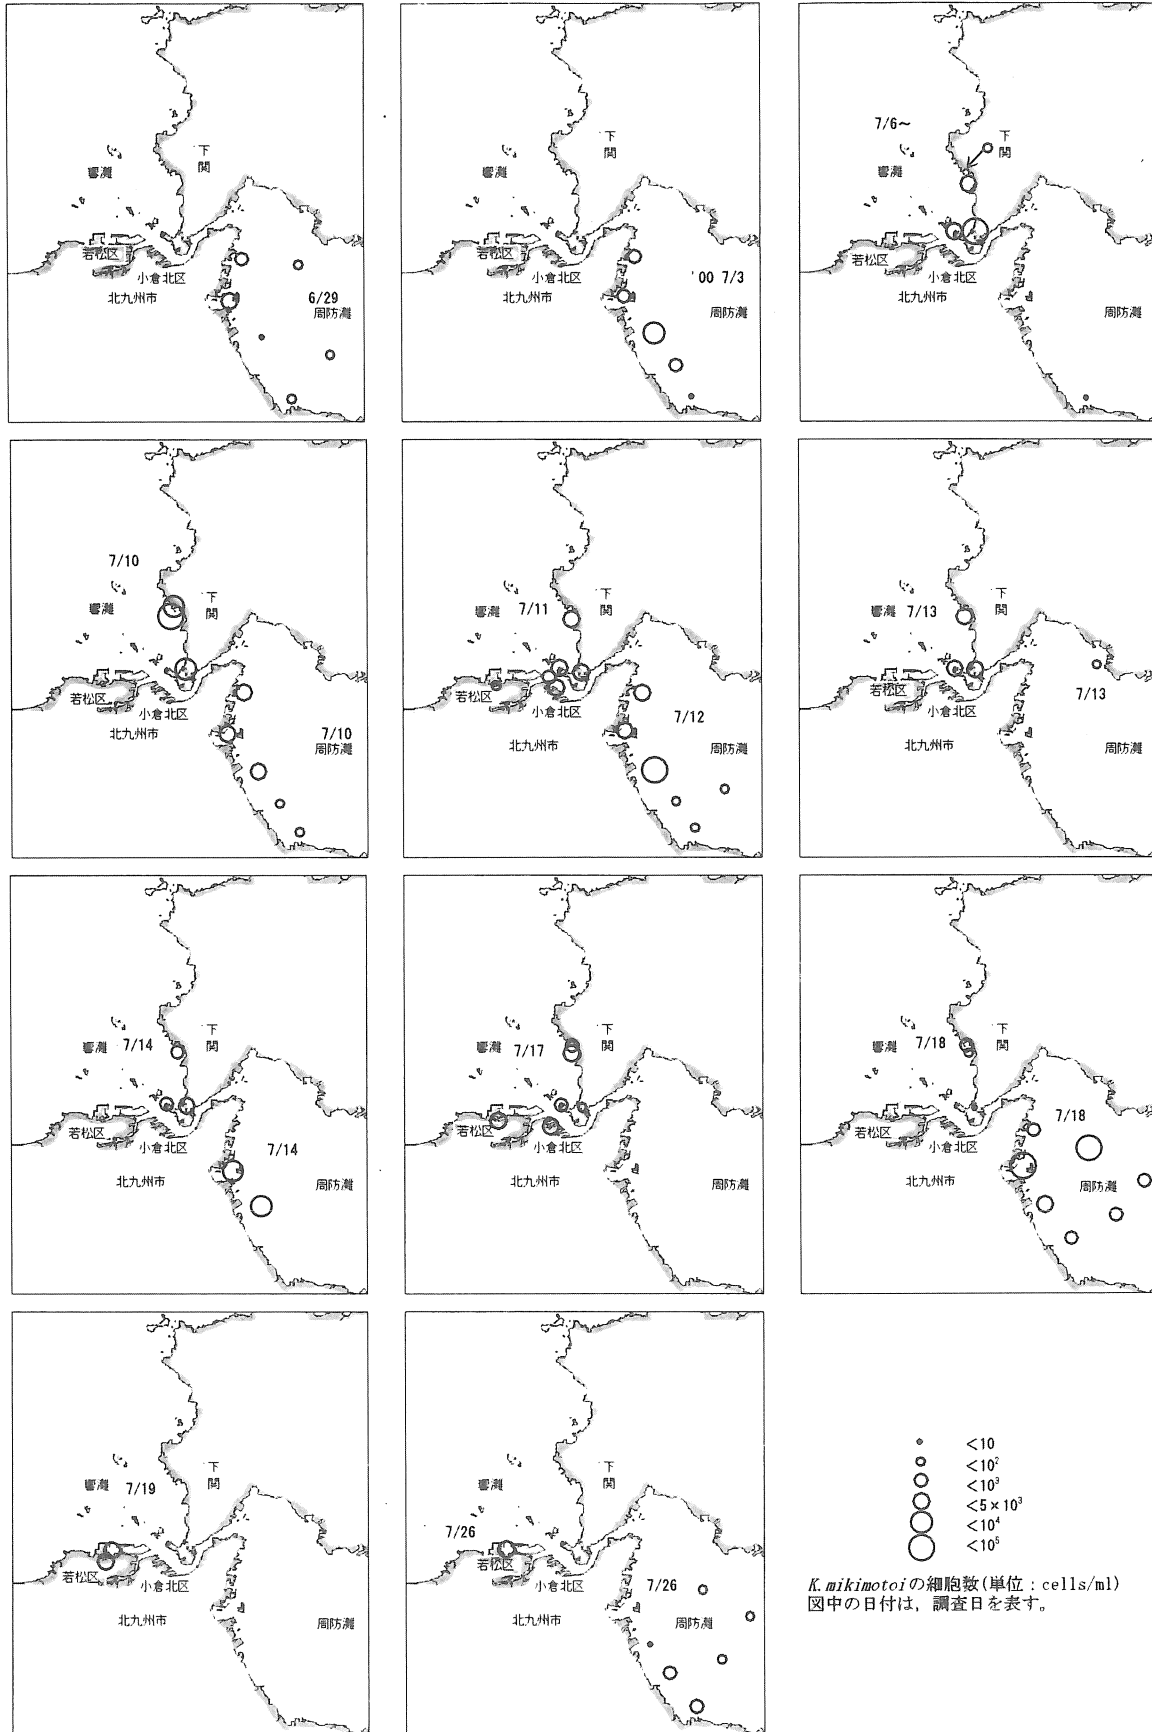 下
関
響灘
若松区
小倉北区
北九州市
6/29
周防灘
下
関
響灘
若松区
小倉北区
北九州市
'00 7/3
周防灘
7/6~
下
関
響灘
若松区
小倉北区
北九州市
周防灘
7/10
下
関
響灘
若松区
小倉北区
北九州市
7/10
周防灘
下
関
響灘
7/11
若松区
小倉北区
7/12
北九州市
周防灘
下
関
響灘
7/13
若松区
小倉北区
7/13
北九州市
周防灘
下
関
響灘
7/14
若松区
小倉北区
7/14
北九州市
周防灘
下
関
響灘
7/17
若松区
小倉北区
北九州市
周防灘
下
関
響灘
7/18
7/18
若松区
小倉北区
北九州市
周防灘
下
関
響灘
7/19
若松区
小倉北区
北九州市
周防灘
下
関
響灘
7/26
若松区
小倉北区
7/26
北九州市
周防灘
<10
<10²
<10³
<5×10³
<10⁴
<10⁵
K.mikimotoiの細胞数(単位:cells/ml)
図中の日付は,調査日を表す。